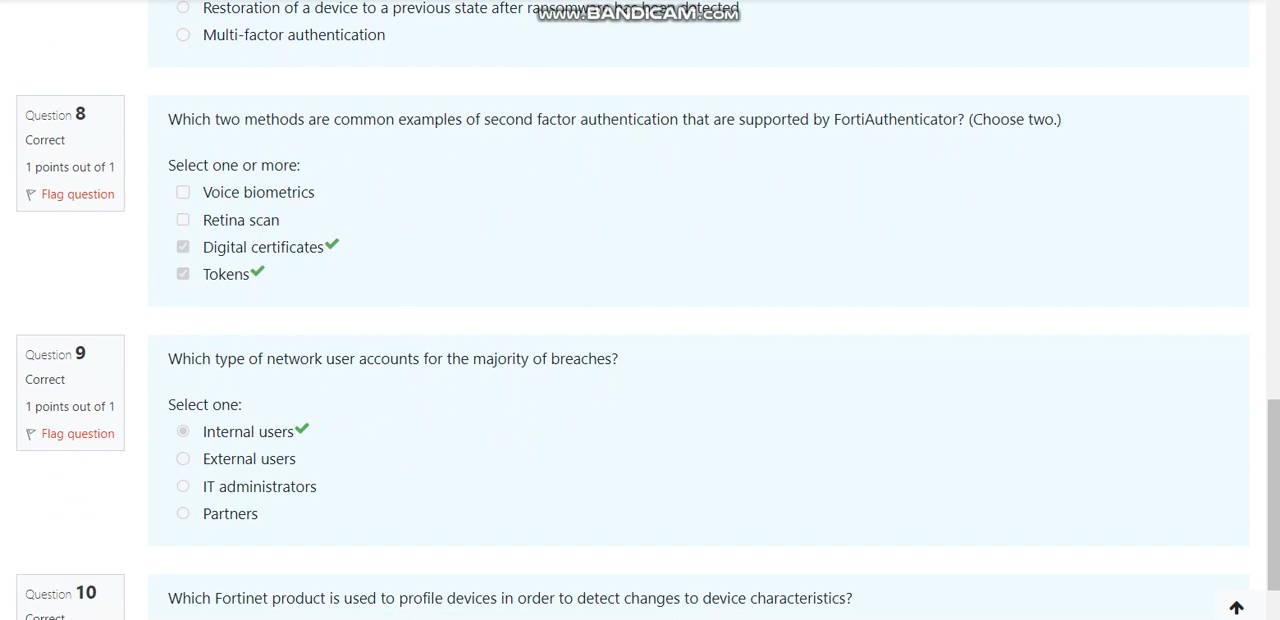 Restoration of a device to a previous state after ransomware has been detected
www.BANDICAM.com
Multi-factor authentication
Question 8
Correct
1 points out of 1
Flag question
Which two methods are common examples of second factor authentication that are supported by FortiAuthenticator? (Choose two.)
Select one or more:
Voice biometrics
Retina scan
Digital certificates
Tokens
Question 9
Correct
1 points out of 1
Flag question
Which type of network user accounts for the majority of breaches?
Select one:
Internal users
External users
IT administrators
Partners
Question 10
Correct
Which Fortinet product is used to profile devices in order to detect changes to device characteristics?